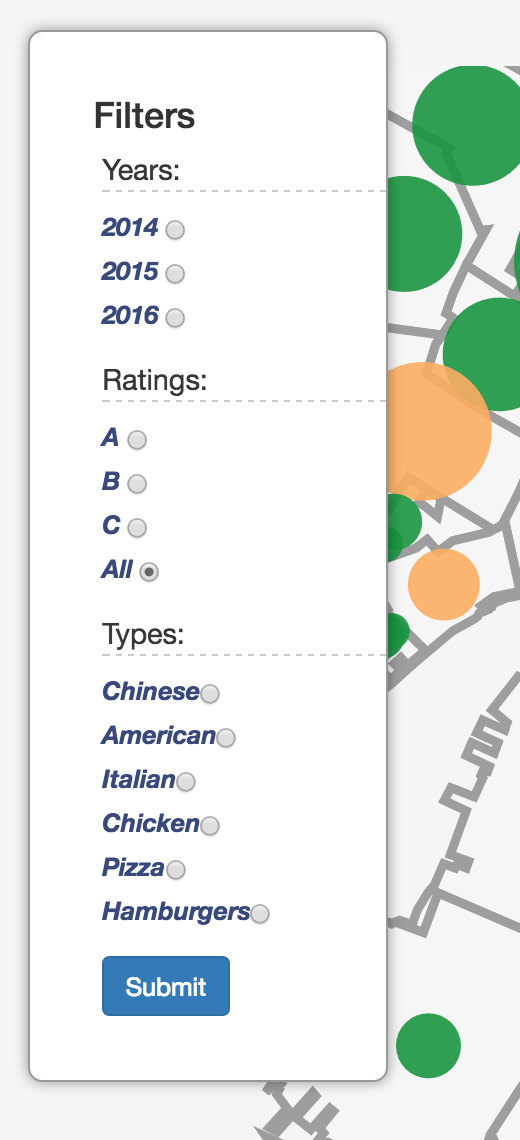 Filters
Years:
2014
2015
2016
Ratings:
A
B
C
All
Types:
Chinese
American
Italian
Chicken
Pizza
Hamburgers
Submit